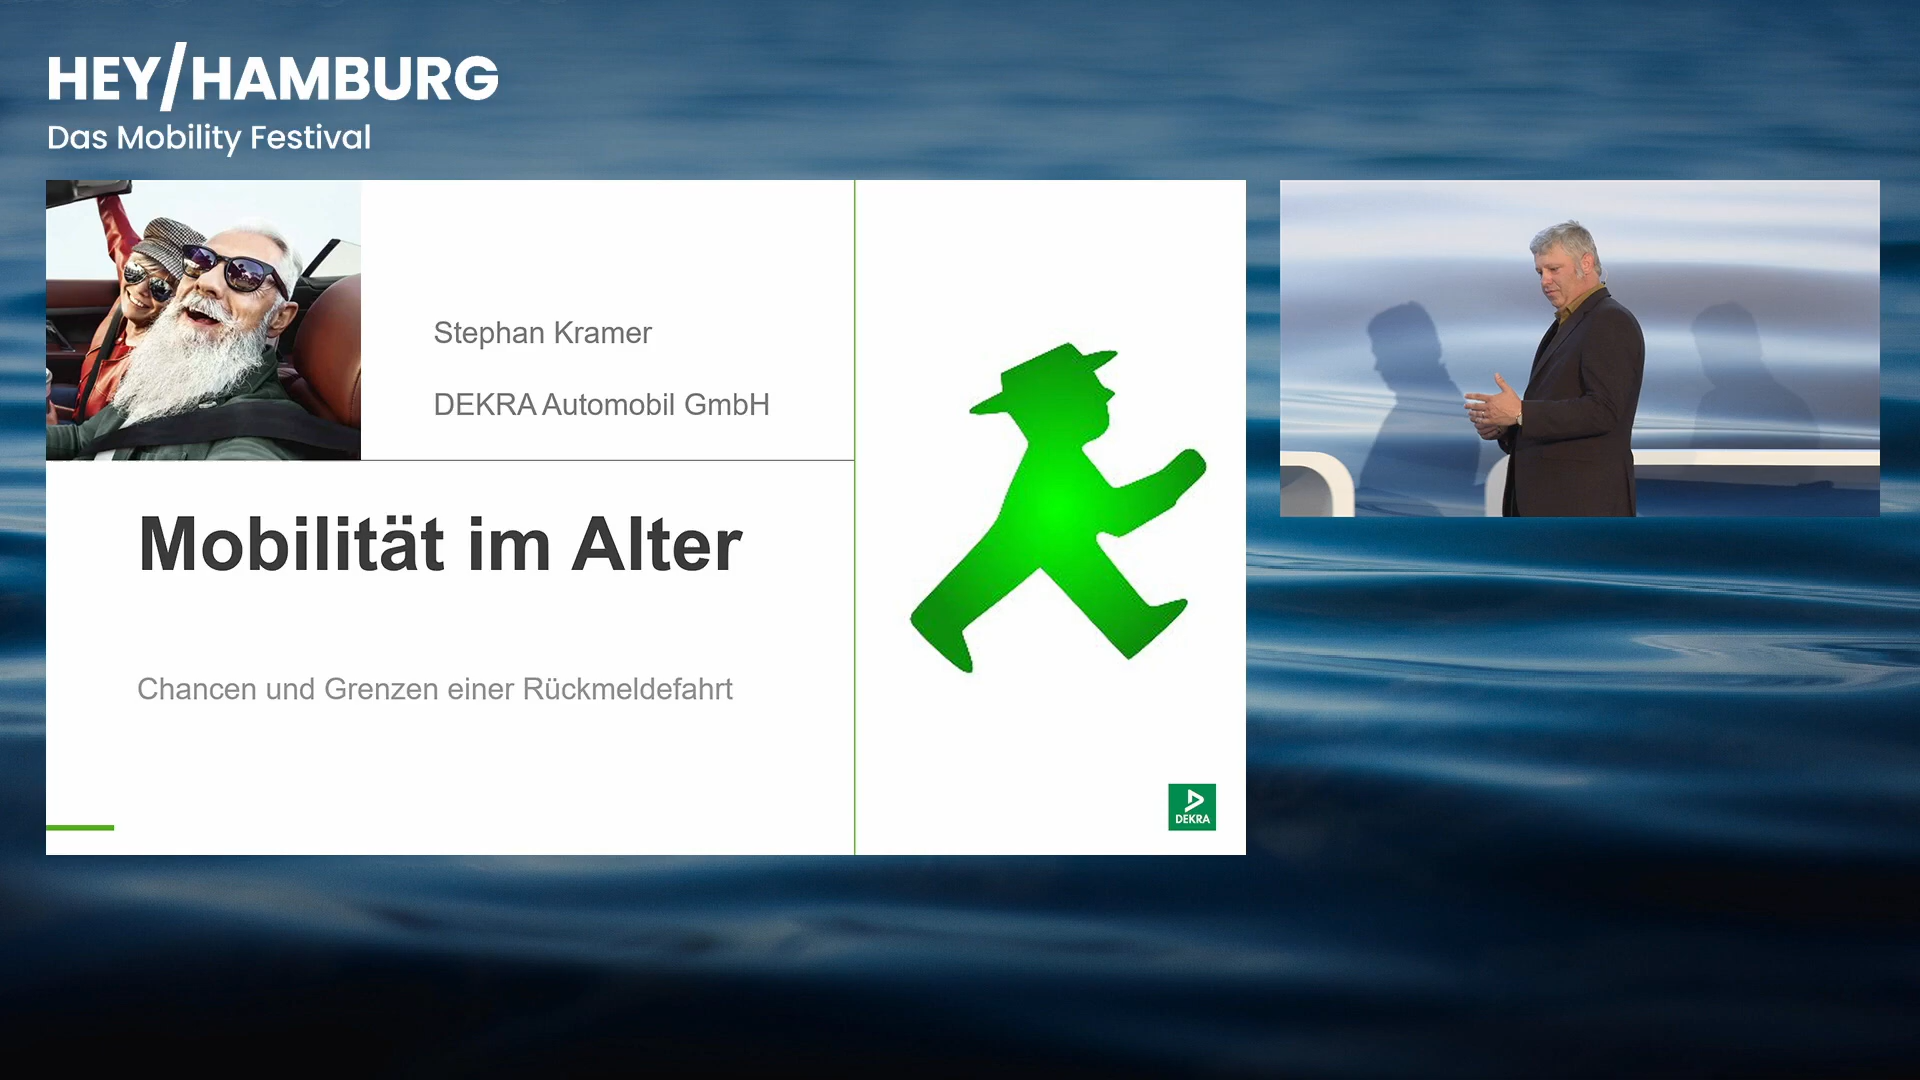 HEY/HAMBURG
Das Mobility Festival
Stephan Kramer
DEKRA Automobil GmbH
Mobilität im Alter
Chancen und Grenzen einer Rückmeldefahrt
DEKRA